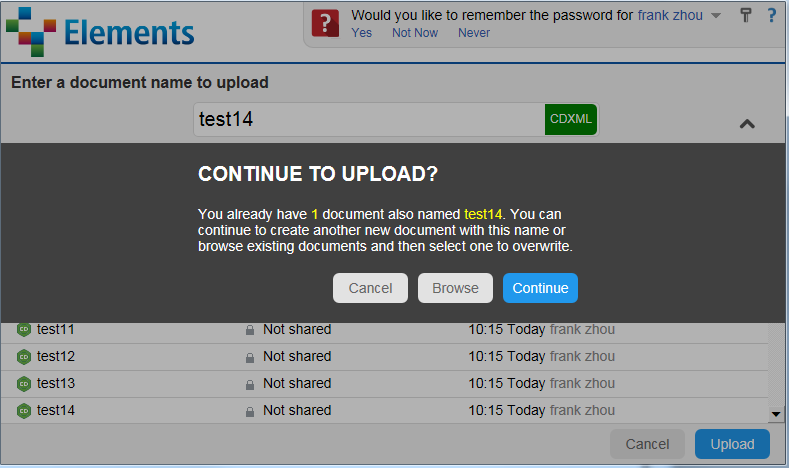 Elements
Would you like to remember the password for frank zhou
?
Yes Not Now Never
Enter a document name to upload
test14 CDXML
CONTINUE TO UPLOAD?
You already have 1 document also named test14. You can
continue to create another new document with this name or
browse existing documents and then select one to overwrite.
Cancel Browse Continue
CD test11 Not shared 10:15 Today frank zhou
CD test12 Not shared 10:15 Today frank zhou
CD test13 Not shared 10:15 Today frank zhou
CD test14 Not shared 10:15 Today frank zhou
Cancel Upload